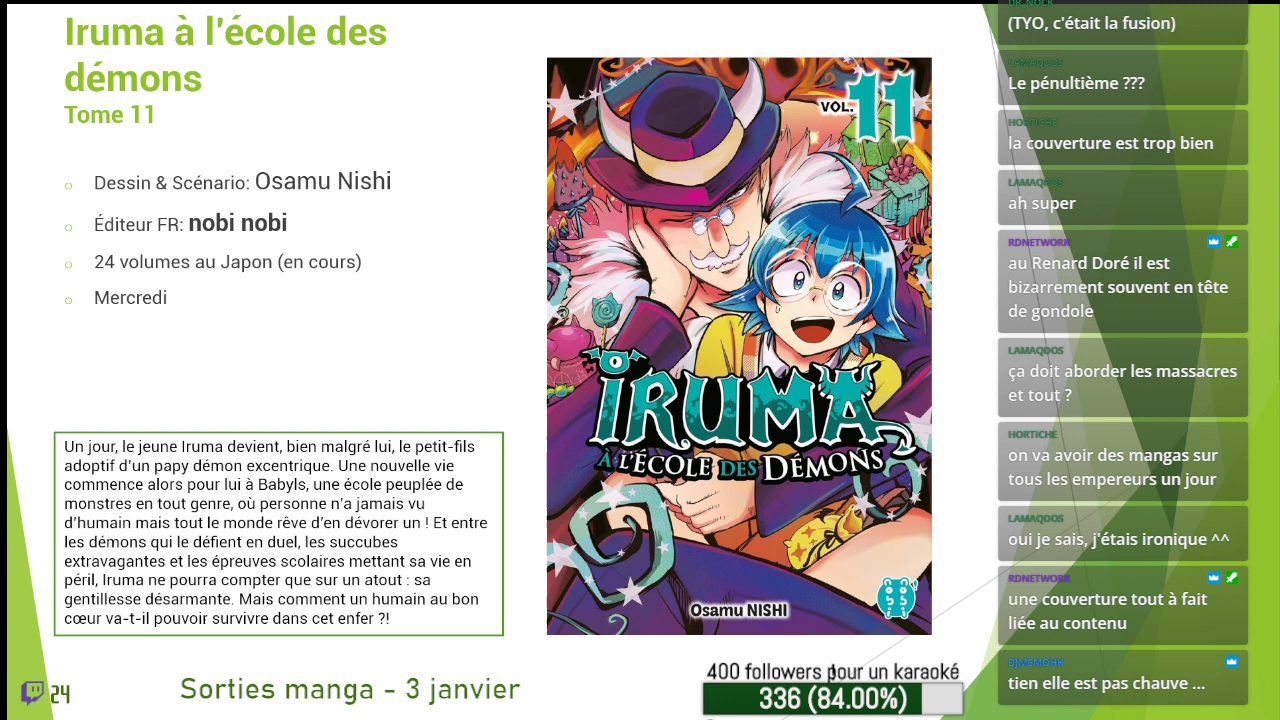 Iruma à l'école des
démons
Tome 11
Dessin & Scénario: Osamu Nishi
Éditeur FR: nobi nobi
24 volumes au Japon (en cours)
Mercredi
Un jour, le jeune Iruma devient, bien malgré lui, le petit-fils
adoptif d'un papy démon excentrique. Une nouvelle vie
commence alors pour lui à Babyls, une école peuplée de
monstres en tout genre, où personne n'a jamais vu
d'humain mais tout le monde rêve d'en dévorer un ! Et entre
les démons qui le défient en duel, les succubes
extravagantes et les épreuves scolaires mettant sa vie en
péril, Iruma ne pourra compter que sur un atout : sa
gentillesse désarmante. Mais comment un humain au bon
cœur va-t-il pouvoir survivre dans cet enfer ?!
24
Sorties manga - 3 janvier
VOL. 11
IRUMA
À L'ÉCOLE DES DÉMONS
Osamu NISHI
400 followers pour un karaoké
336 (84.00%)
(TYO, c'était la fusion)
LAMAQDOS
Le pénultième ???
HORTICHE
la couverture est trop bien
LAMAQDOS
ah super
RDNETWORK
au Renard Doré il est
bizarrement souvent en tête
de gondole
LAMAQDOS
ça doit aborder les massacres
et tout ?
HORTICHE
on va avoir des mangas sur
tous les empereurs un jour
LAMAQDOS
oui je sais, j'étais ironique ^^
RDNETWORK
une couverture tout à fait
liée au contenu
tien elle est pas chauve ...